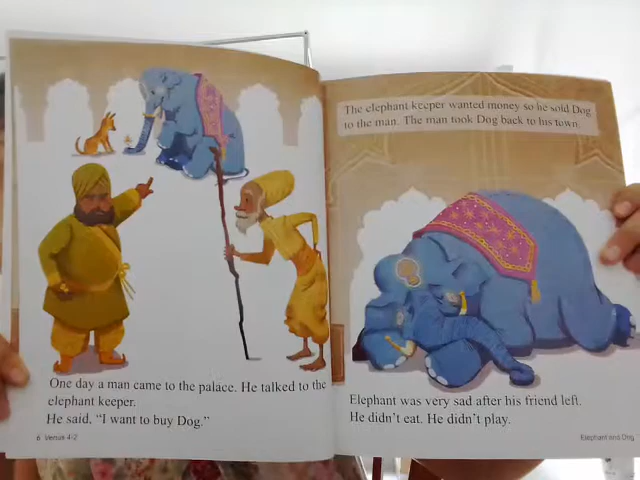 One day a man came to the palace. He talked to the
elephant keeper.
He said, “I want to buy Dog.”
6 Venus 4-2
The elephant keeper wanted money so he sold Dog
to the man. The man took Dog back to his town.
Elephant was very sad after his friend left.
He didn’t eat. He didn’t play.
Elephant and Dog